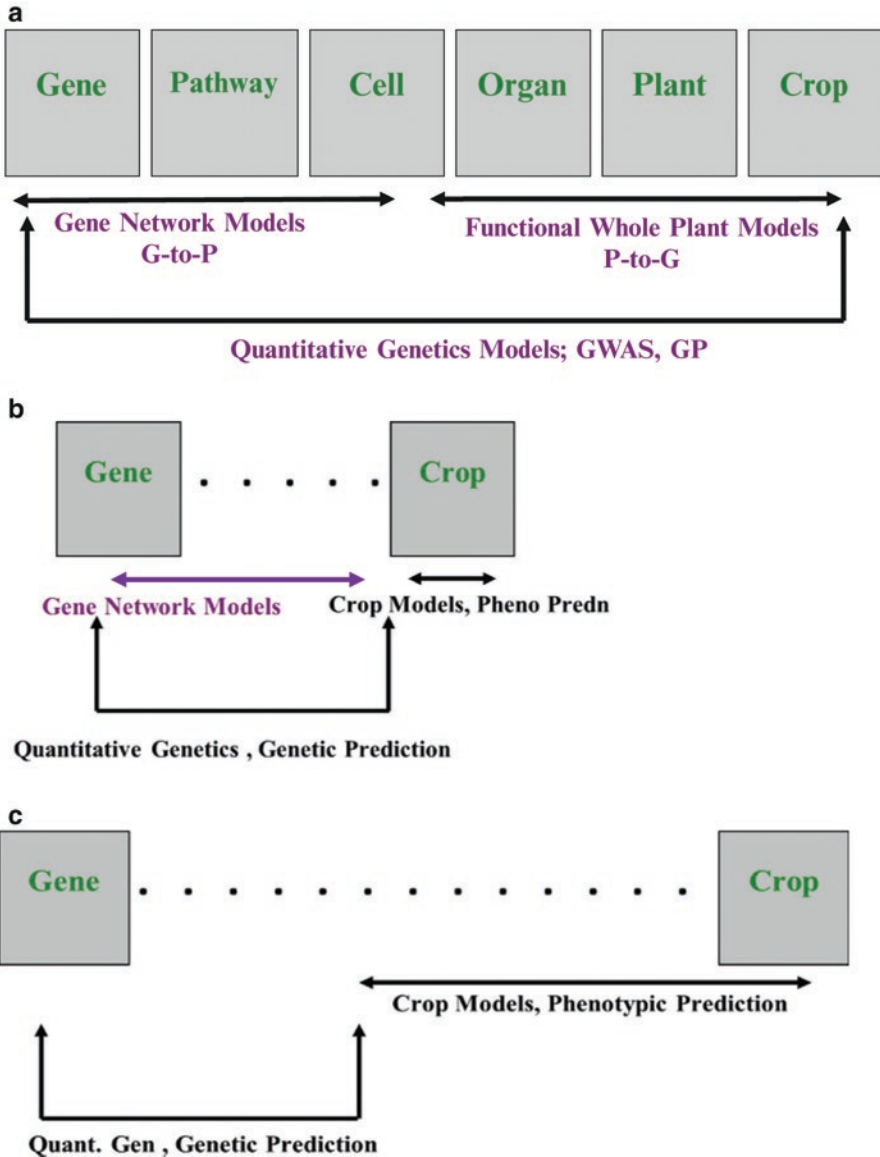 a
Gene Pathway Cell Organ Plant Crop
Gene Network Models
G-to-P
Functional Whole Plant Models
P-to-G
Quantitative Genetics Models; GWAS, GP
b
Gene Crop
Gene Network Models
Crop Models, Pheno Predn
Quantitative Genetics , Genetic Prediction
c
Gene Crop
Crop Models, Phenotypic Prediction
Quant. Gen , Genetic Prediction